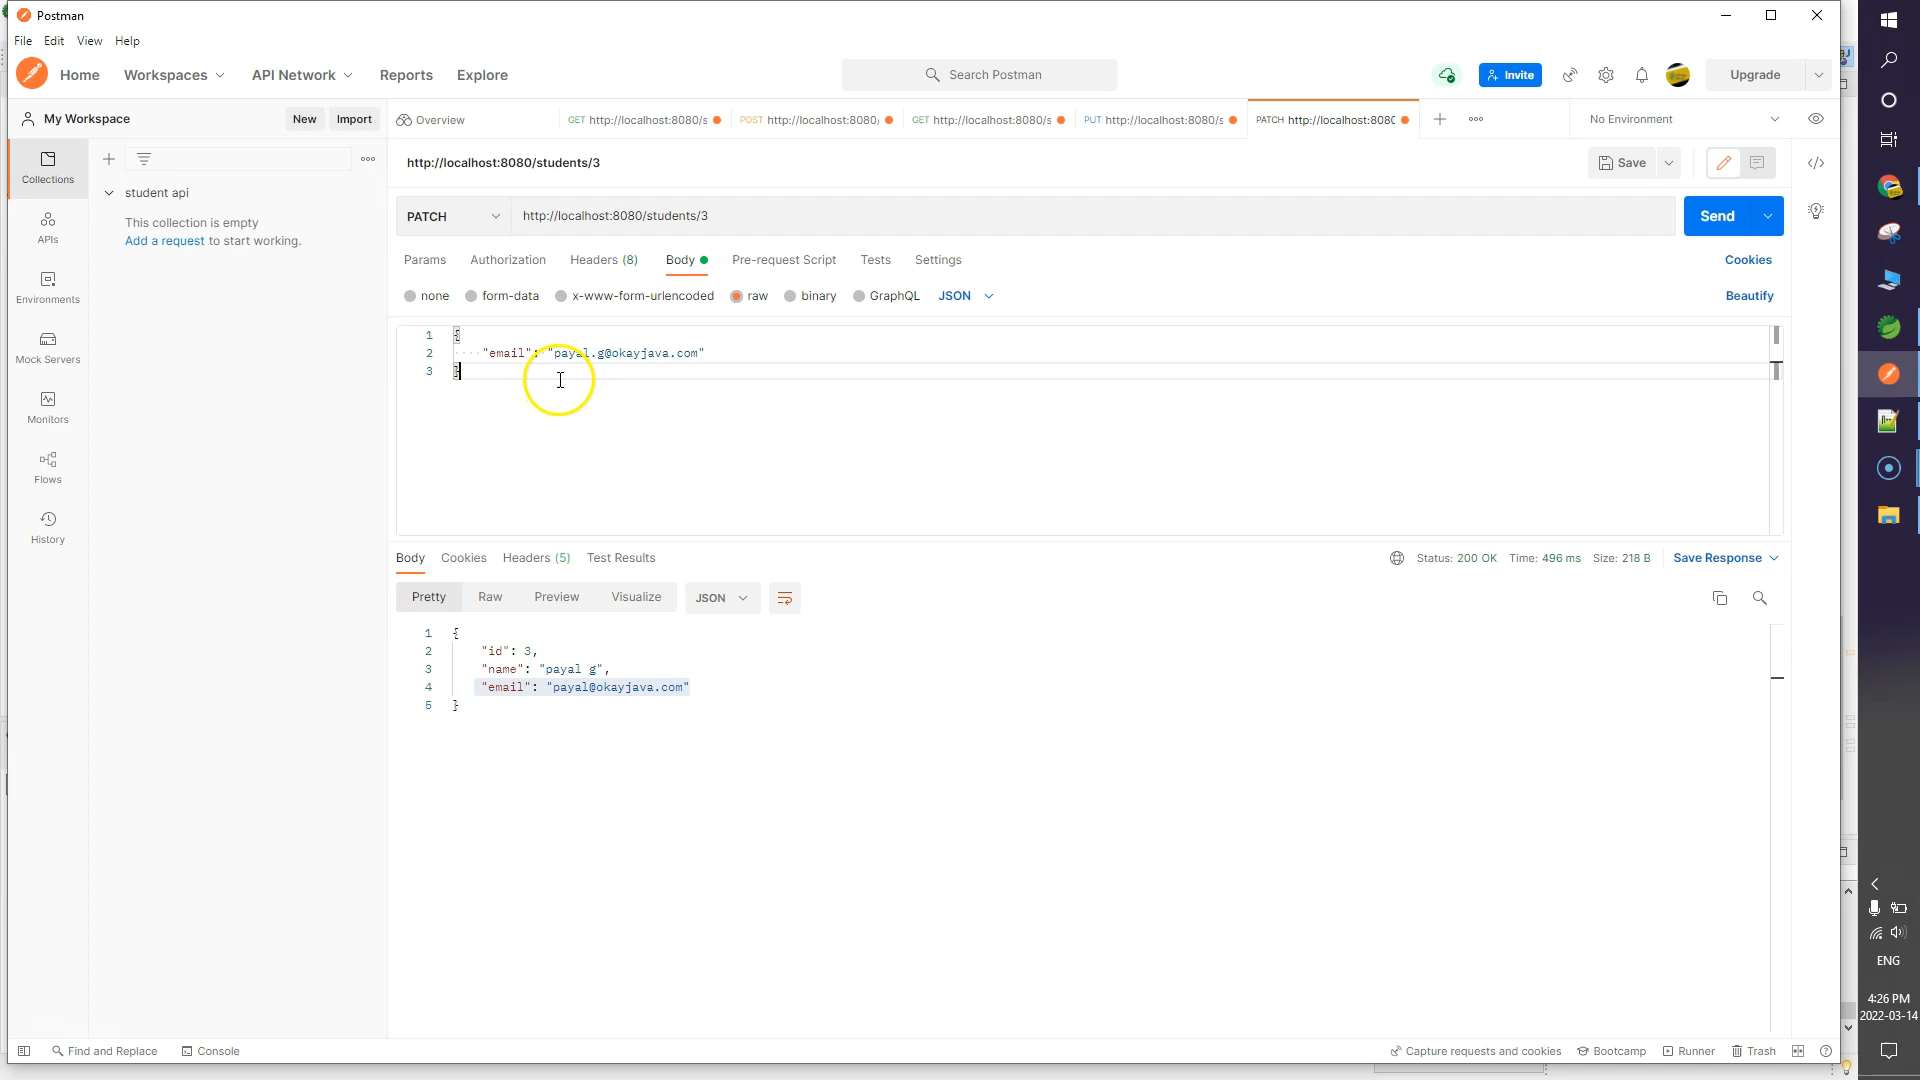 Postman
File Edit View Help
Home Workspaces API Network Reports Explore Search Postman Invite Upgrade
My Workspace New Import Overview GET http://localhost:8080/s POST http://localhost:8080/ GET http://localhost:8080/s PUT http://localhost:8080/s PATCH http://localhost:808( No Environment
Collections
student api
This collection is empty
Add a request to start working.
APIs
Environments
Mock Servers
Monitors
Flows
History
http://localhost:8080/students/3 Save
PATCH http://localhost:8080/students/3 Send
Params Authorization Headers (8) Body Pre-request Script Tests Settings Cookies
none form-data x-www-form-urlencoded raw binary GraphQL JSON Beautify
1 {
2 "email": "payal.g@okayjava.com"
3 }
Body Cookies Headers (5) Test Results Status: 200 OK Time: 496 ms Size: 218 B Save Response
Pretty Raw Preview Visualize JSON
1 {
2 "id": 3,
3 "name": "payal g",
4 "email": "payal@okayjava.com"
5 }
Find and Replace Console Capture requests and cookies Bootcamp Runner Trash
ENG
4:26 PM
2022-03-14